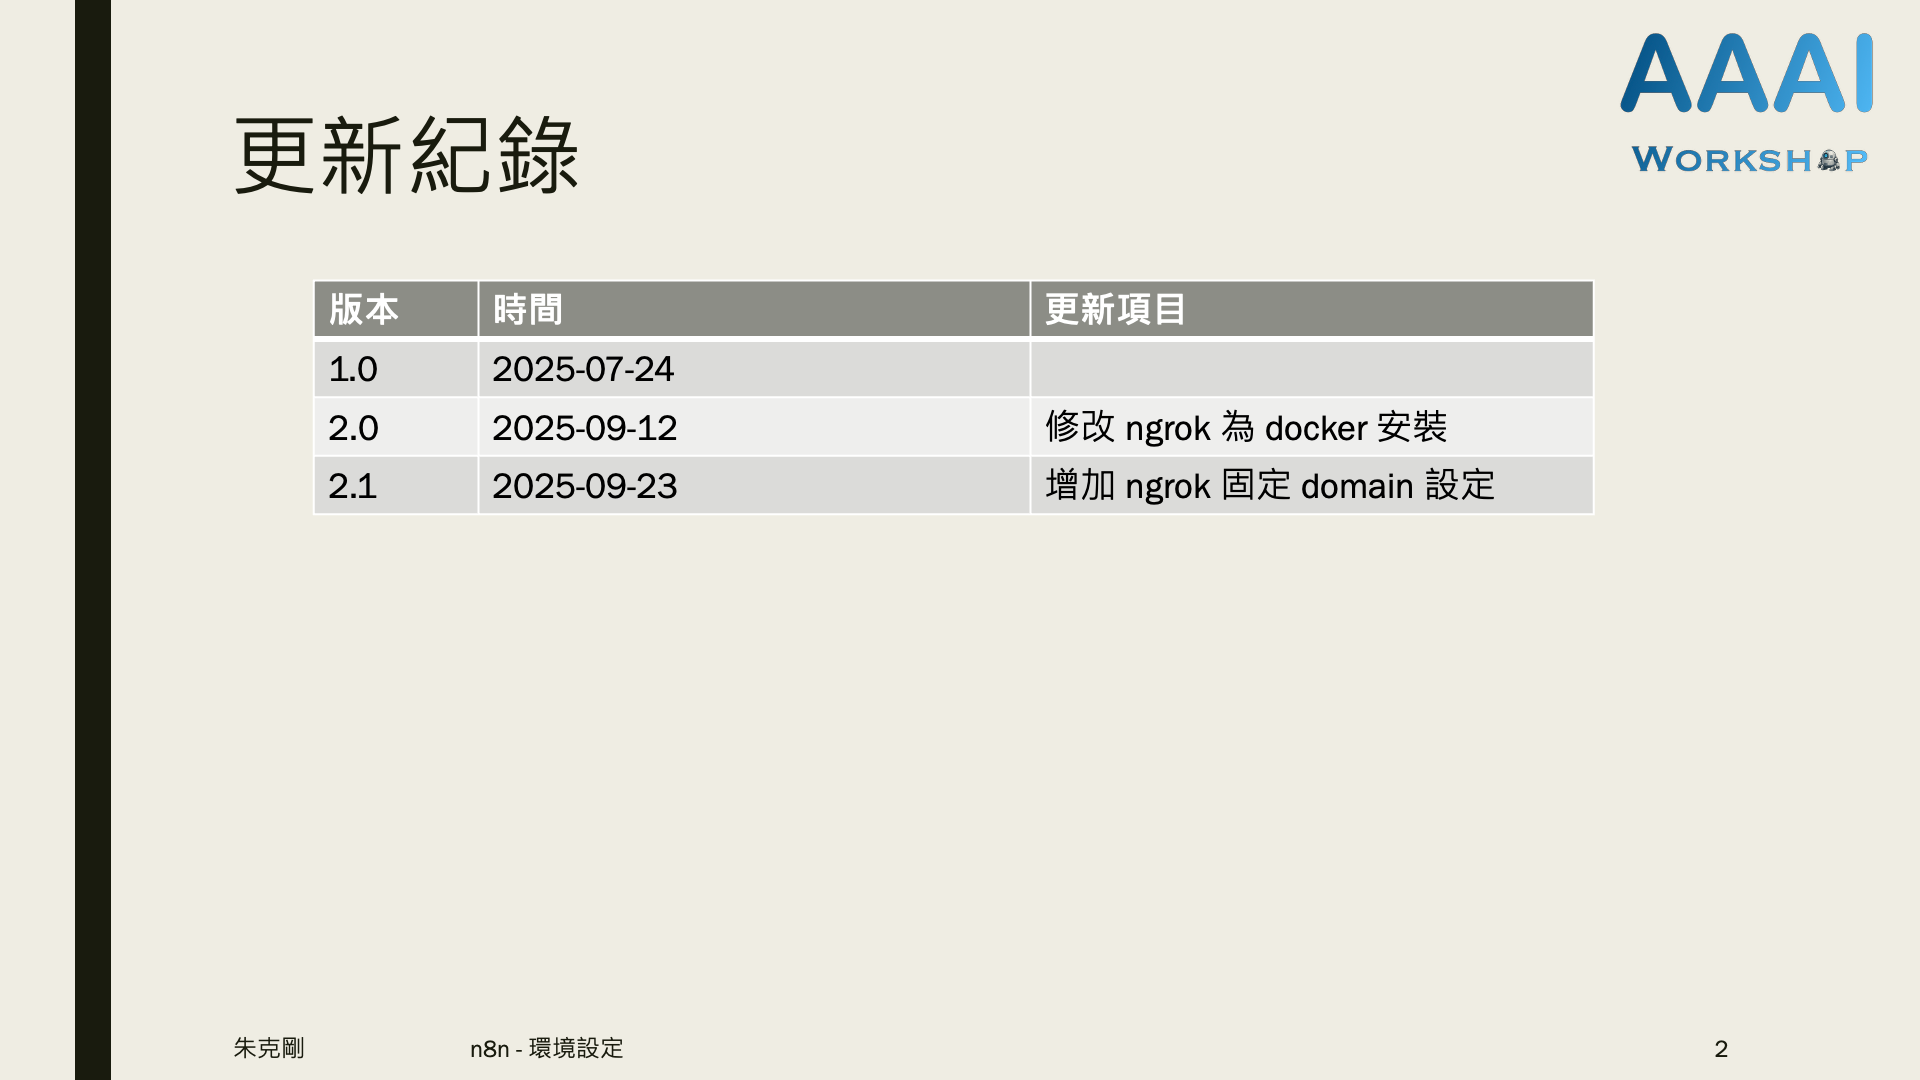 AAAI
WORKSHOP
更新紀錄
版本 時間 更新項目
1.0 2025-07-24
2.0 2025-09-12 修改 ngrok 為 docker 安裝
2.1 2025-09-23 增加 ngrok 固定 domain 設定
朱克剛 n8n - 環境設定 2